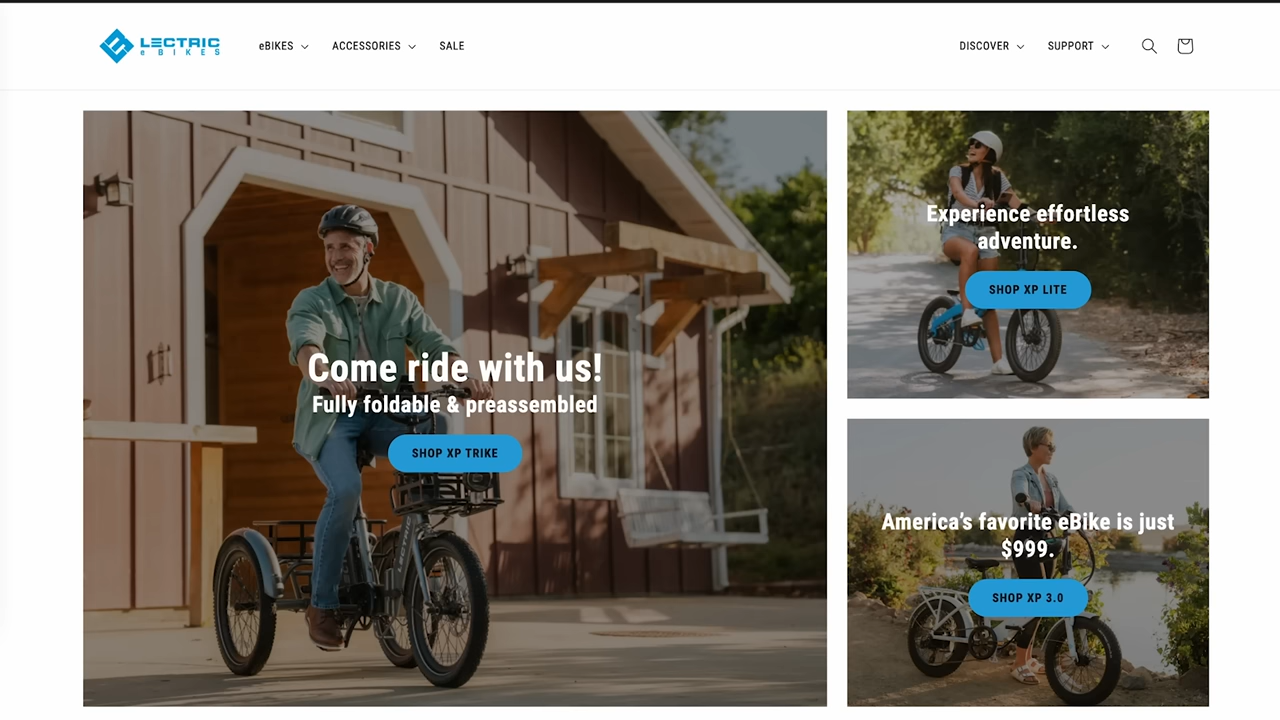 LECTRIC
eBIKES
eBIKES
ACCESSORIES
SALE
DISCOVER
SUPPORT
Come ride with us!
Fully foldable & preassembled
SHOP XP TRIKE
Experience effortless
adventure.
SHOP XP LITE
America’s favorite eBike is just
$999.
SHOP XP 3.0